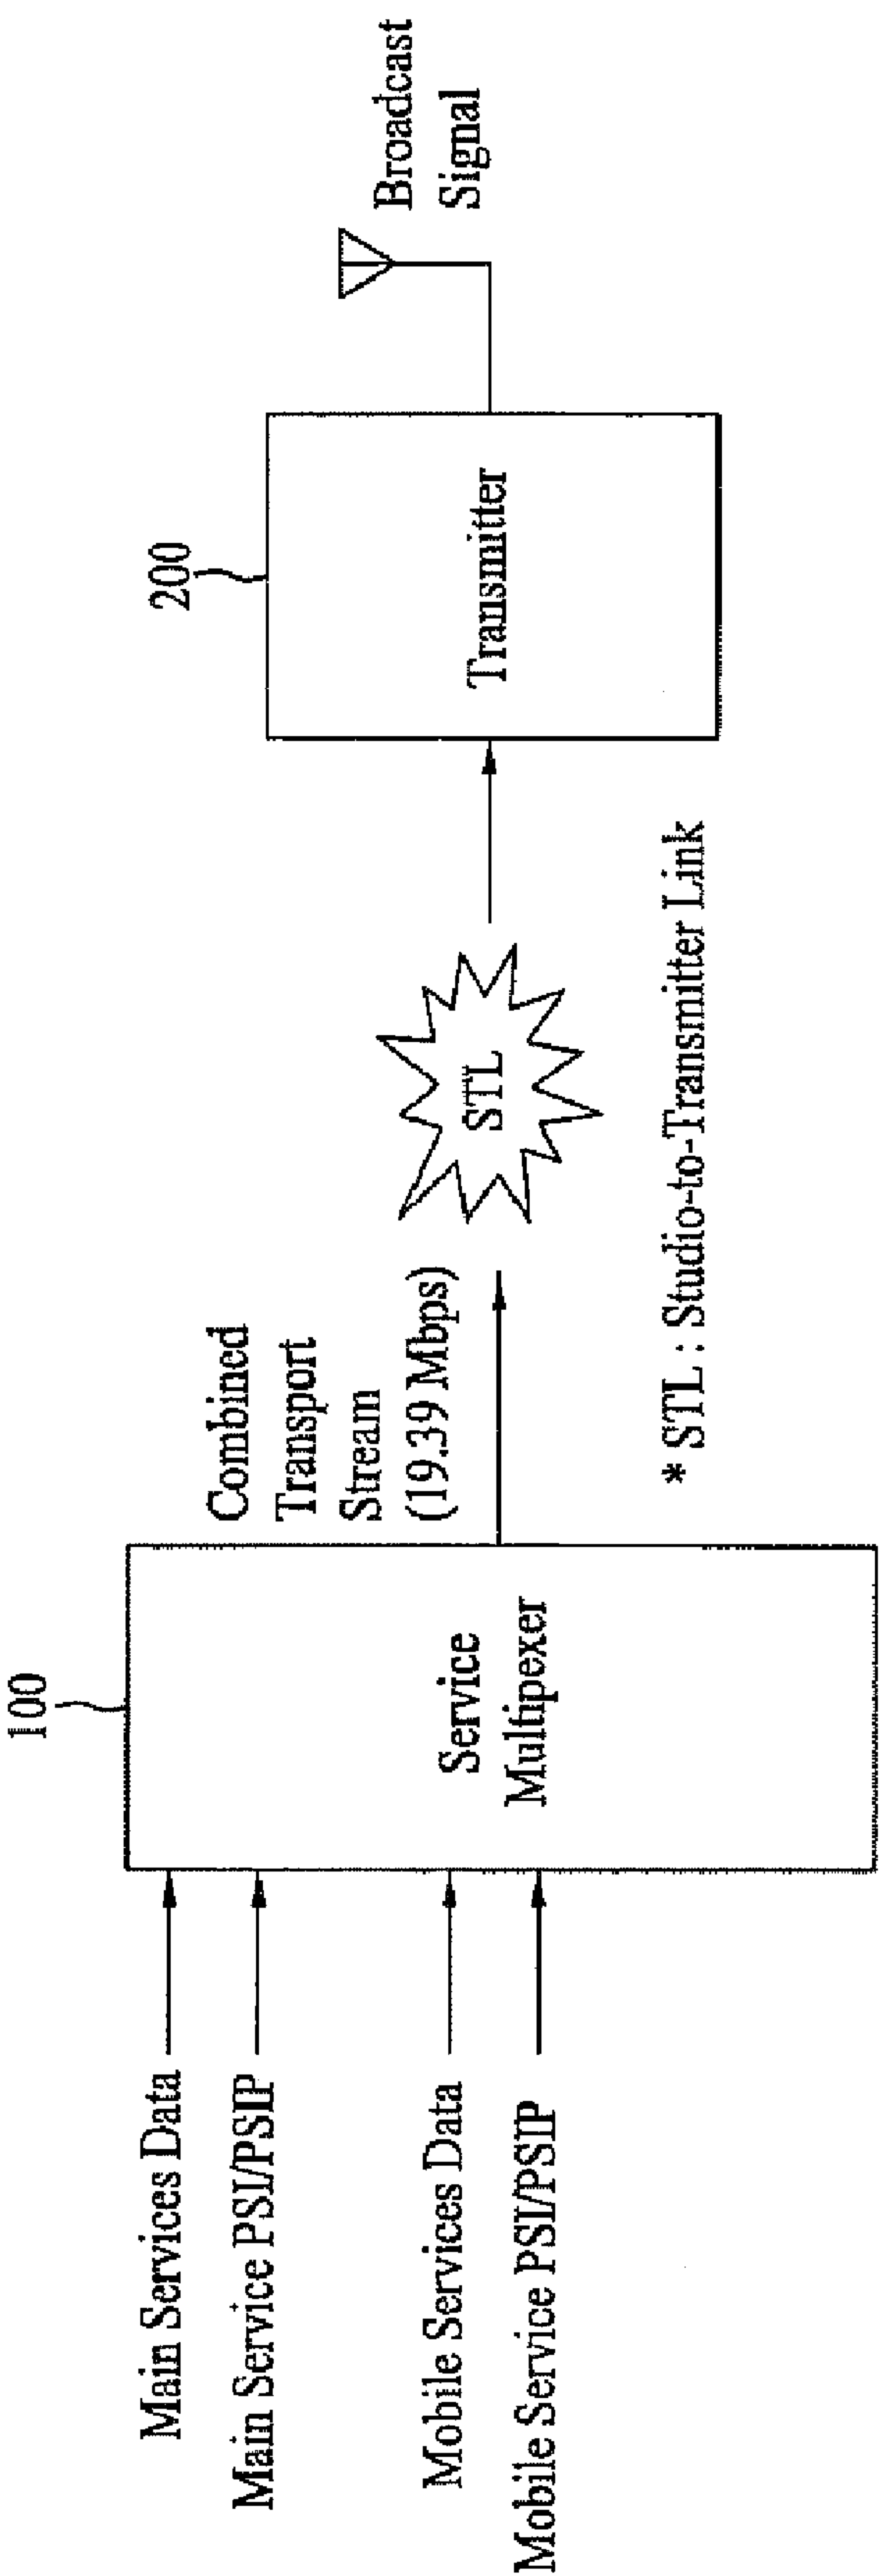 100
Main Services Data
Main Service PSI/PSIP
Mobile Services Data
Mobile Service PSI/PSIP
Service
Multipexer
Combined
Transport
Stream
(19.39 Mbps)
STL
200
Transmitter
Broadcast
Signal
* STL : Studio-to-Transmitter Link